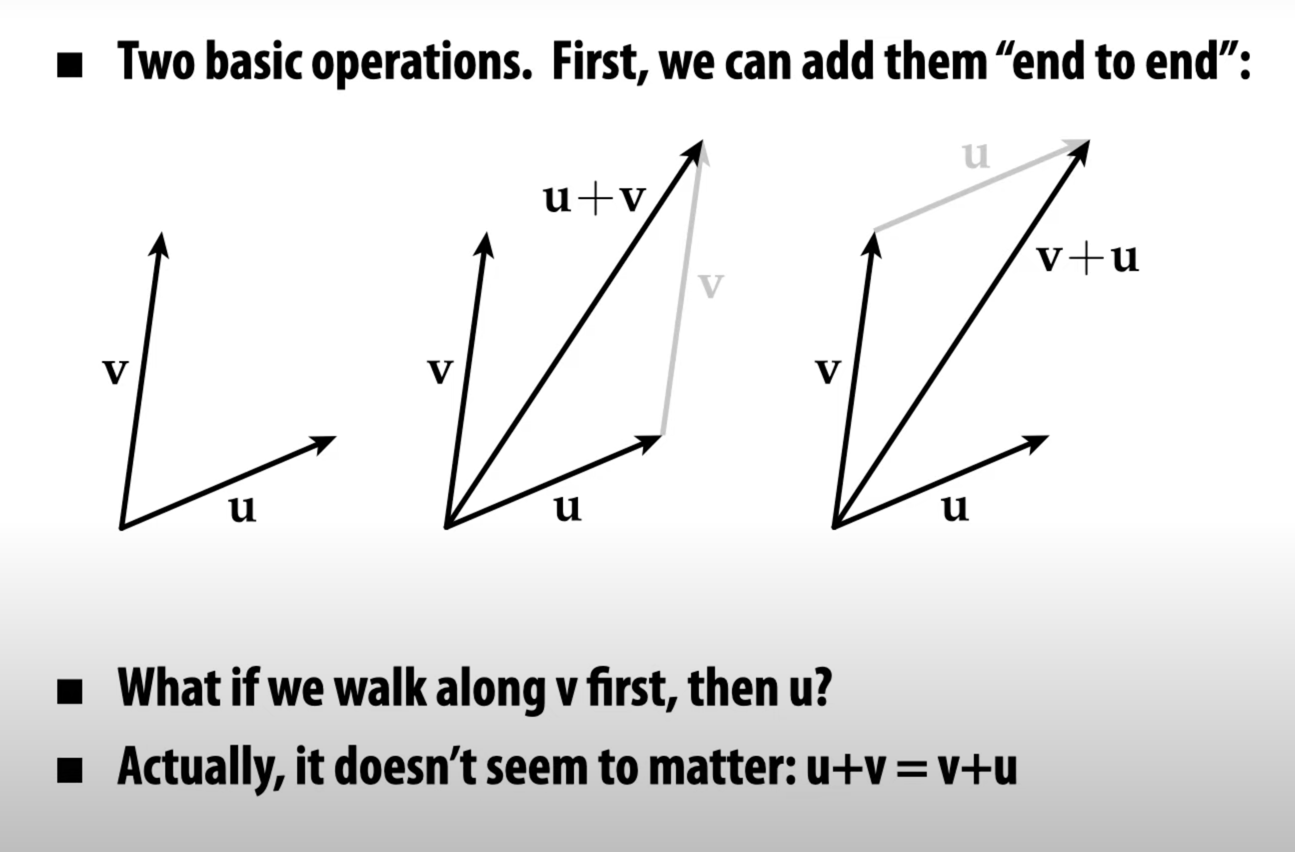 ■ Two basic operations.  First, we can add them “end to end”:
u
u+v
v
v+u
v
v
v
u
u
u
■ What if we walk along v first, then u?
■ Actually, it doesn’t seem to matter: u+v = v+u